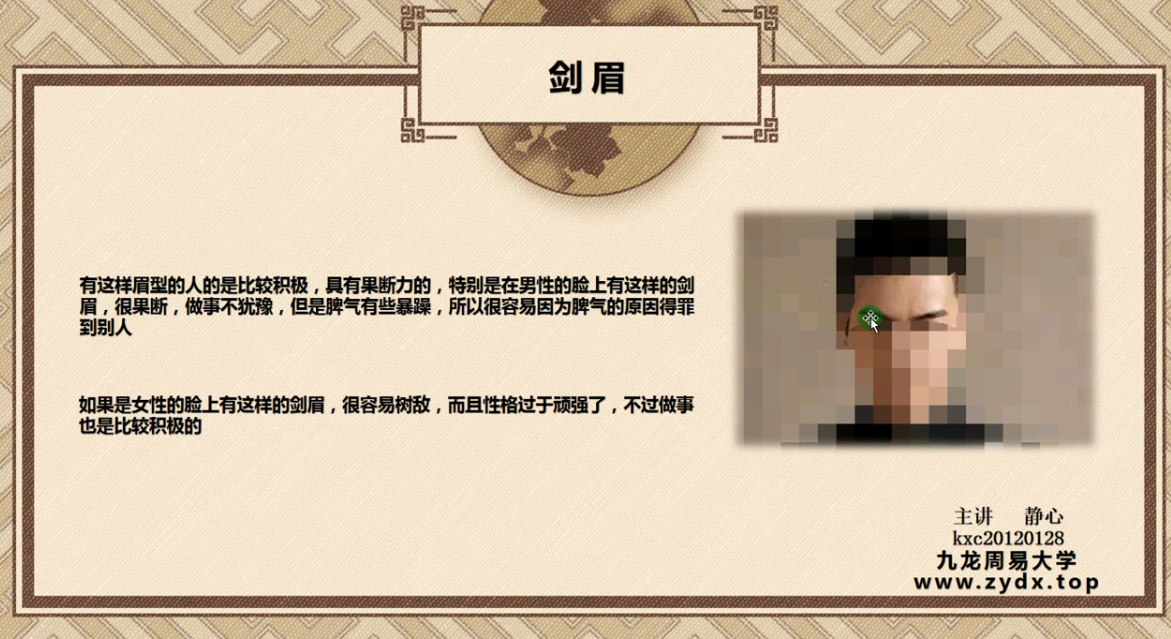 剑眉
有这样眉型的人的是比较积极，具有果断力的，特别是在男性的脸上有这样的剑
眉，很果断，做事不犹豫，但是脾气有些暴躁，所以很容易因为脾气的原因得罪
到别人
如果是女性的脸上有这样的剑眉，很容易树敌，而且性格过于顽强了，不过做事
也是比较积极的
主讲 静心
kxc20120128
九龙周易大学
www.zydx.top